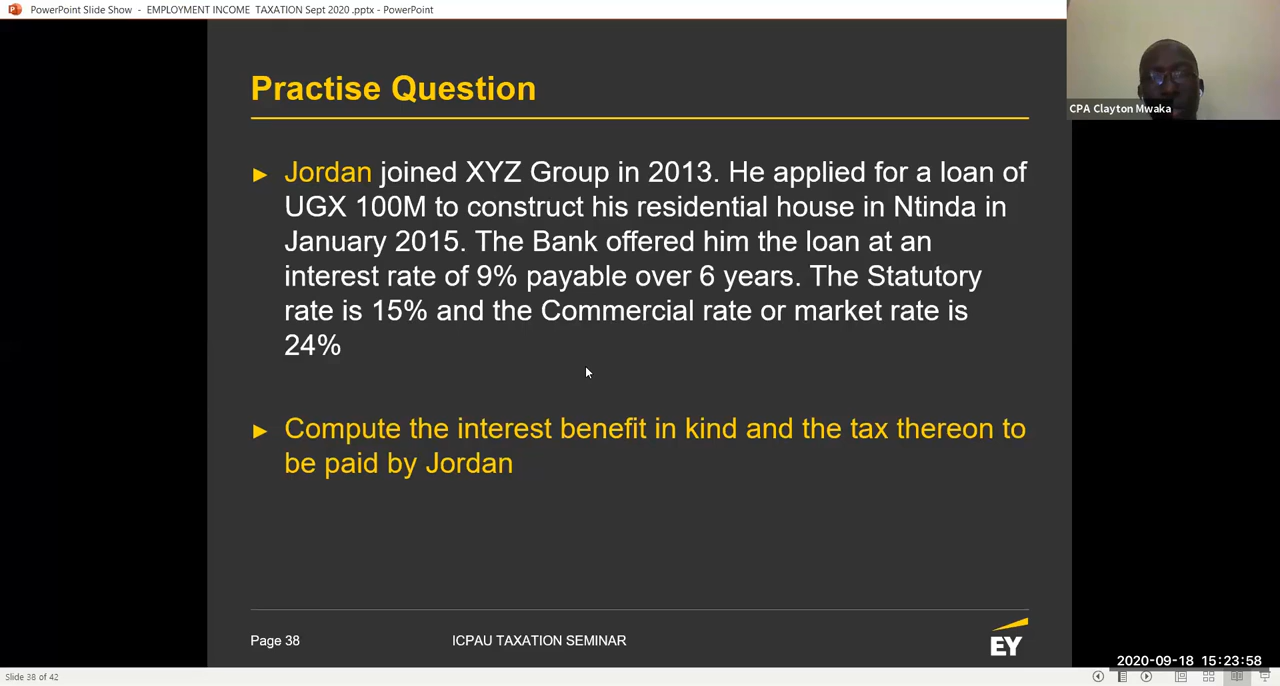 PowerPoint Slide Show - EMPLOYMENT INCOME TAXATION Sept 2020 .pptx - PowerPoint
CPA Clayton Mwaka
Practise Question
► Jordan joined XYZ Group in 2013. He applied for a loan of
UGX 100M to construct his residential house in Ntinda in
January 2015. The Bank offered him the loan at an
interest rate of 9% payable over 6 years. The Statutory
rate is 15% and the Commercial rate or market rate is
24%
► Compute the interest benefit in kind and the tax thereon to
be paid by Jordan
Page 38
ICPAU TAXATION SEMINAR
EY
2020-09-18 15:23:58
Slide 38 of 42